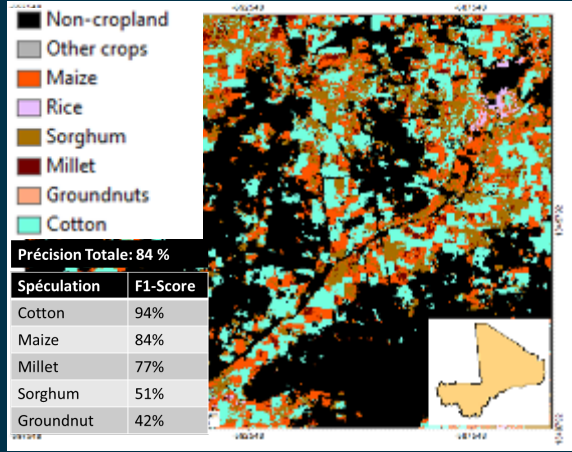 Non-cropland
Other crops
Maize
Rice
Sorghum
Millet
Groundnuts
Cotton
Précision Totale: 84 %
Spéculation F1-Score
Cotton 94%
Maize 84%
Millet 77%
Sorghum 51%
Groundnut 42%